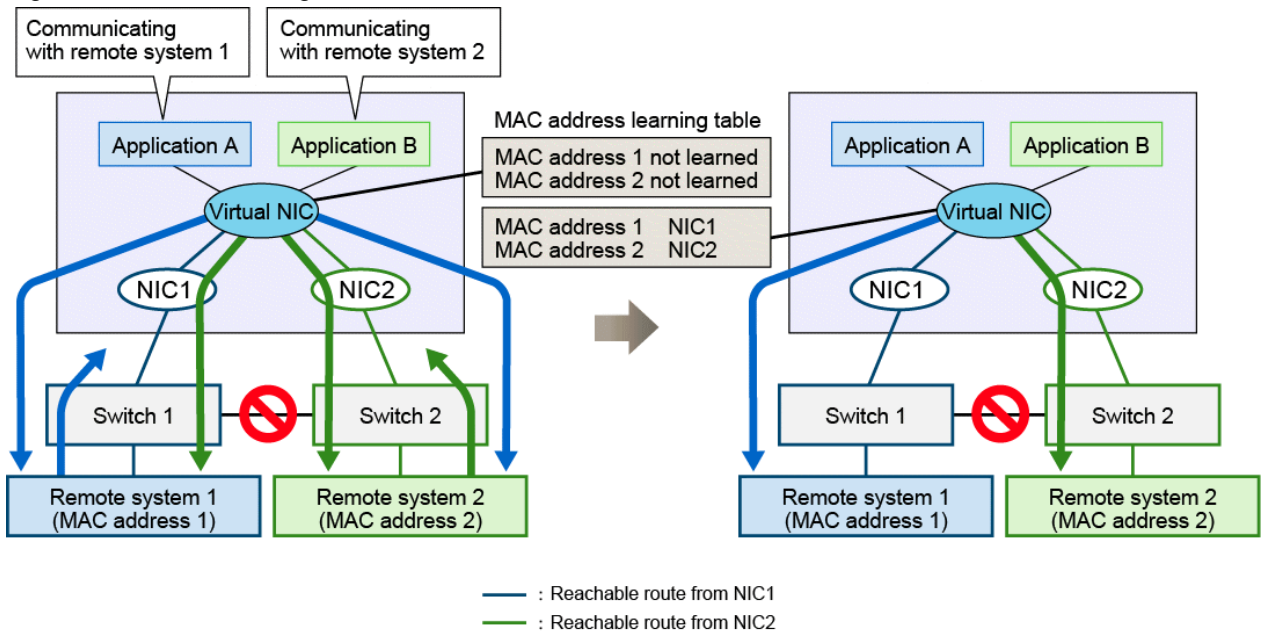 Communicating
with remote system 1
Communicating
with remote system 2
Application A
Application B
MAC address learning table
MAC address 1 not learned
MAC address 2 not learned
MAC address 1 NIC1
MAC address 2 NIC2
Virtual NIC
NIC1
NIC2
Switch 1
Switch 2
Remote system 1
(MAC address 1)
Remote system 2
(MAC address 2)
Application A
Application B
Virtual NIC
NIC1
NIC2
Switch 1
Switch 2
Remote system 1
(MAC address 1)
Remote system 2
(MAC address 2)
: Reachable route from NIC1
: Reachable route from NIC2